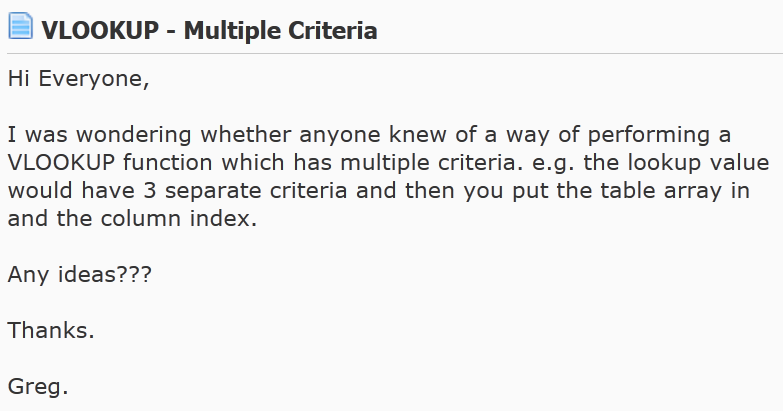 VLOOKUP - Multiple Criteria
Hi Everyone,
I was wondering whether anyone knew of a way of performing a
VLOOKUP function which has multiple criteria. e.g. the lookup value
would have 3 separate criteria and then you put the table array in
and the column index.
Any ideas???
Thanks.
Greg.